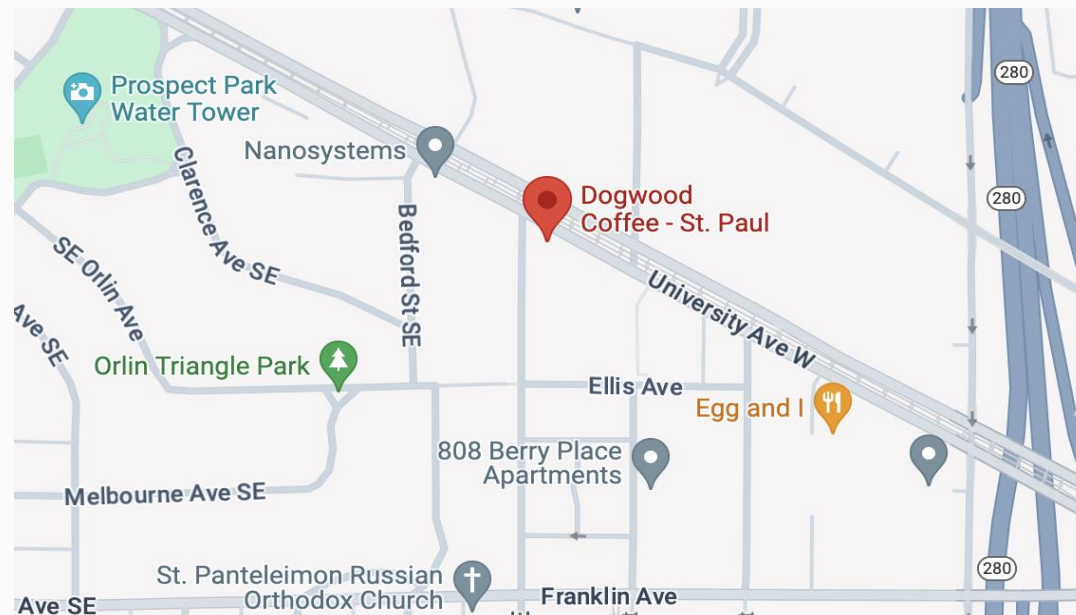 280
Prospect Park
Water Tower
Nanosystems
Dogwood
Coffee - St. Paul
280
Clarence Ave SE
Bedford St SE
SE Orlin Ave
University Ave W
Ave SE
Orlin Triangle Park
Ellis Ave
Egg and I
808 Berry Place
Apartments
Melbourne Ave SE
280
St. Panteleimon Russian
Orthodox Church
Franklin Ave
Ave SE